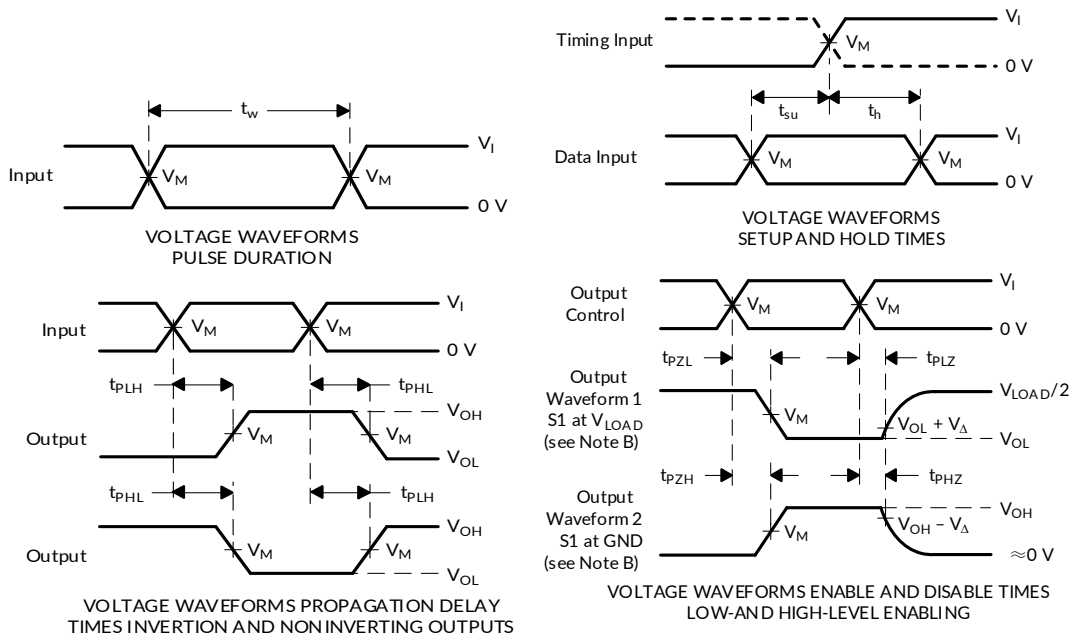 t_w
V_I
Input
V_M
V_M
0 V
VOLTAGE WAVEFORMS
PULSE DURATION
Timing Input
V_I
V_M
0 V
t_su
t_h
V_I
Data Input
V_M
V_M
0 V
VOLTAGE WAVEFORMS
SETUP AND HOLD TIMES
V_I
Input
V_M
V_M
0 V
t_PLH
t_PHL
V_OH
Output
V_M
V_M
V_OL
t_PHL
t_PLH
V_OH
Output
V_M
V_M
V_OL
VOLTAGE WAVEFORMS PROPAGATION DELAY
TIMES INVERTION AND NONINVERTING OUTPUTS
Output
Control
V_I
V_M
V_M
0 V
t_PZL
t_PLZ
Output
Waveform 1
S1 at V_LOAD
(see Note B)
V_LOAD/2
V_M
V_OL + V_Δ
V_OL
t_PZH
t_PHZ
Output
Waveform 2
S1 at GND
(see Note B)
V_OH
V_M
V_OH – V_Δ
≈0 V
VOLTAGE WAVEFORMS ENABLE AND DISABLE TIMES
LOW-AND HIGH-LEVEL ENABLING